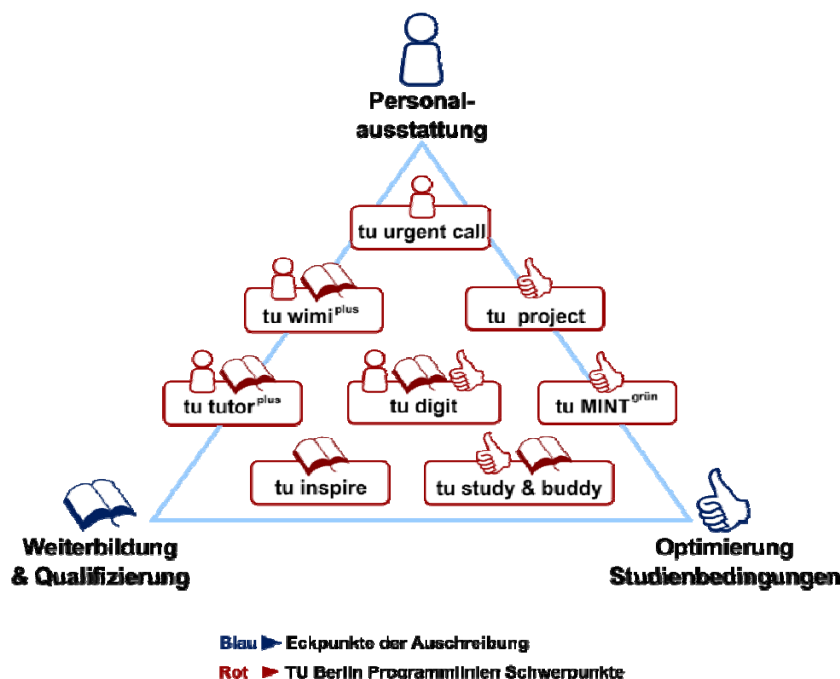 Personal-
ausstattung
tu urgent call
tu wimi plus
tu project
tu tutor plus
tu digit
tu MINT grün
tu inspire
tu study & buddy
Weiterbildung
& Qualifizierung
Optimierung
Studienbedingungen
Blau ► Eckpunkte der Auschreibung
Rot ► TU Berlin Programmlinien Schwerpunkte